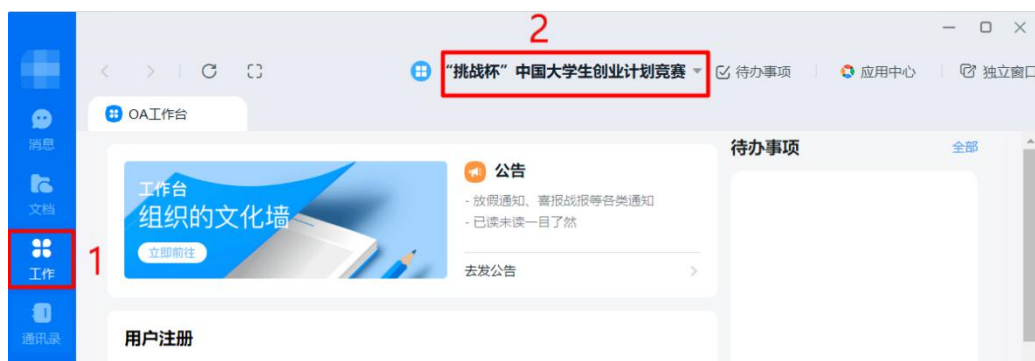 2
“挑战杯”中国大学生创业计划竞赛
待办事项
应用中心
独立窗口
OA工作台
消息
文档
1
工作
通讯录
工作台
组织的文化墙
立即前往
公告
- 放假通知、喜报战报等各类通知
- 已读未读一目了然
去发公告
待办事项
全部
用户注册